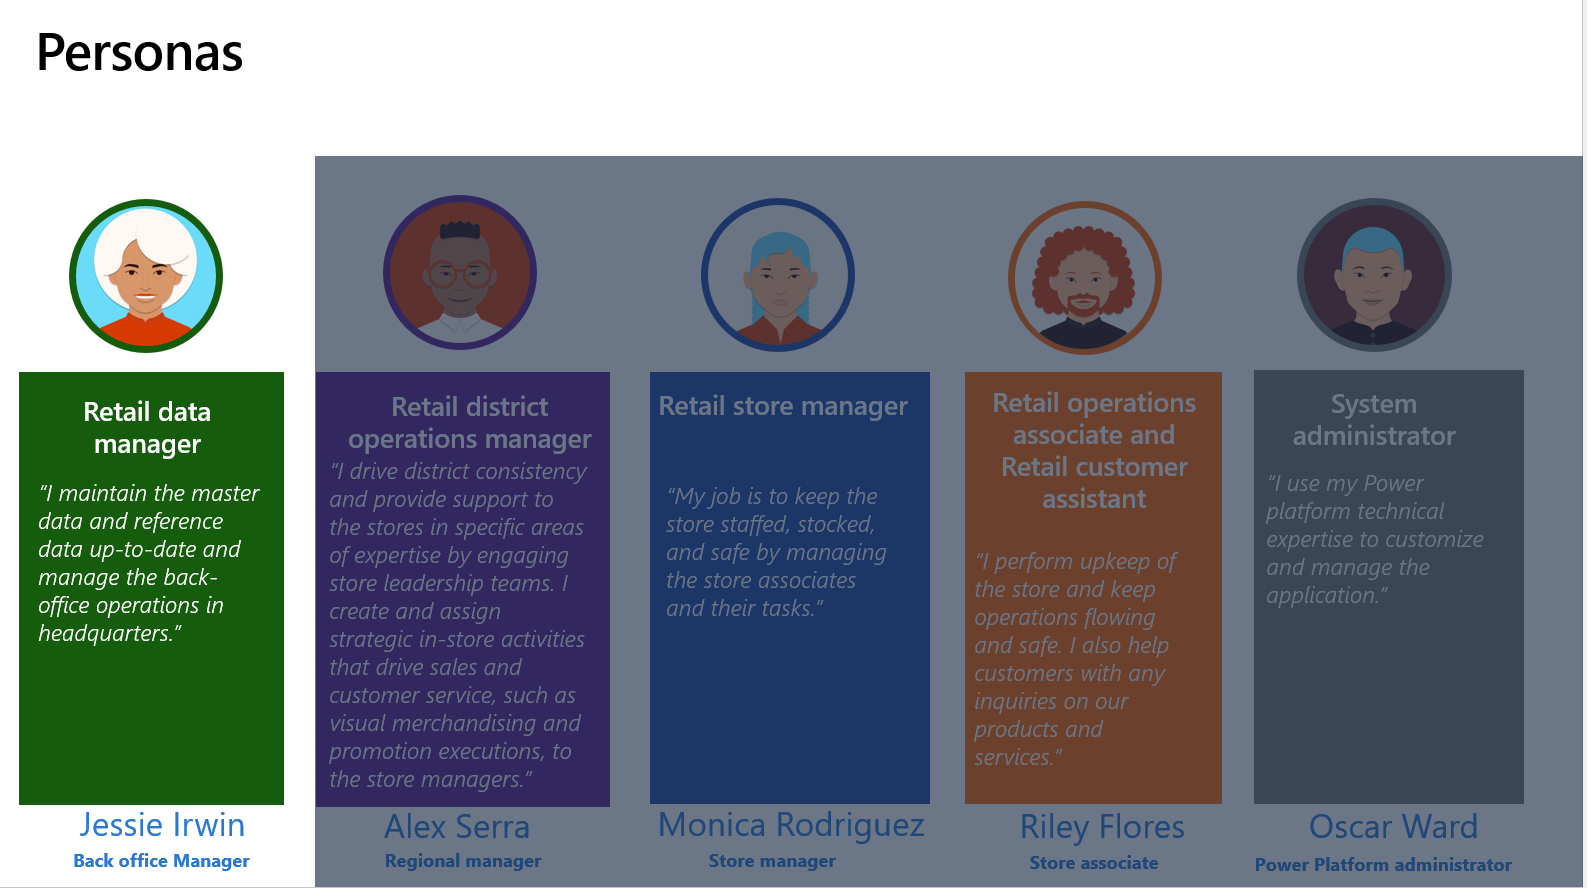 Personas
Retail data
manager
“I maintain the master
data and reference
data up-to-date and
manage the back-
office operations in
headquarters.”
Jessie Irwin
Back office Manager
Retail district
operations manager
“I drive district consistency
and provide support to
the stores in specific areas
of expertise by engaging
store leadership teams. I
create and assign
strategic in-store activities
that drive sales and
customer service, such as
visual merchandising and
promotion executions, to
the store managers.”
Alex Serra
Regional manager
Retail store manager
“My job is to keep the
store staffed, stocked,
and safe by managing
the store associates
and their tasks.”
Monica Rodriguez
Store manager
Retail operations
associate and
Retail customer
assistant
“I perform upkeep of
the store and keep
operations flowing
and safe. I also help
customers with any
inquiries on our
products and
services.”
Riley Flores
Store associate
System
administrator
“I use my Power
platform technical
expertise to customize
and manage the
application.”
Oscar Ward
Power Platform administrator